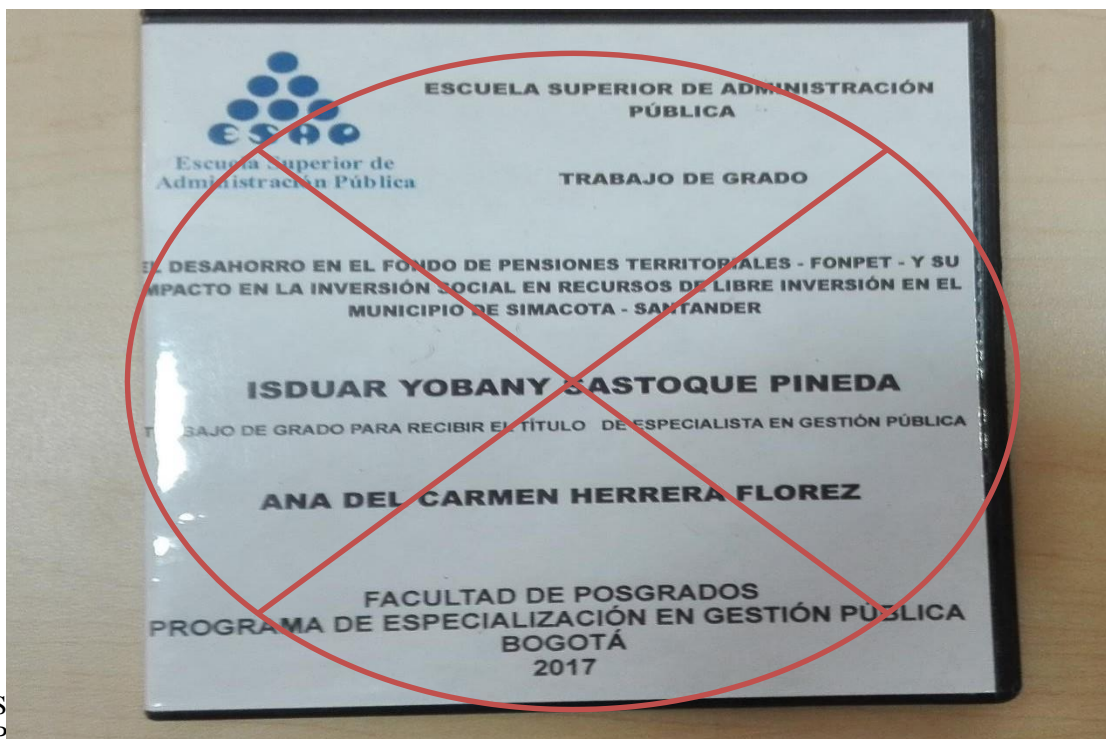 ESAP
Escuela Superior de
Administración Pública
ESCUELA SUPERIOR DE ADMINISTRACIÓN
PÚBLICA
TRABAJO DE GRADO
EL DESAHORRO EN EL FONDO DE PENSIONES TERRITORIALES - FONPET - Y SU
IMPACTO EN LA INVERSIÓN SOCIAL EN RECURSOS DE LIBRE INVERSIÓN EN EL
MUNICIPIO DE SIMACOTA - SANTANDER
ISDUAR YOBANY SASTOQUE PINEDA
TRABAJO DE GRADO PARA RECIBIR EL TÍTULO DE ESPECIALISTA EN GESTIÓN PÚBLICA
ANA DEL CARMEN HERRERA FLOREZ
FACULTAD DE POSGRADOS
PROGRAMA DE ESPECIALIZACIÓN EN GESTIÓN PÚBLICA
BOGOTÁ
2017